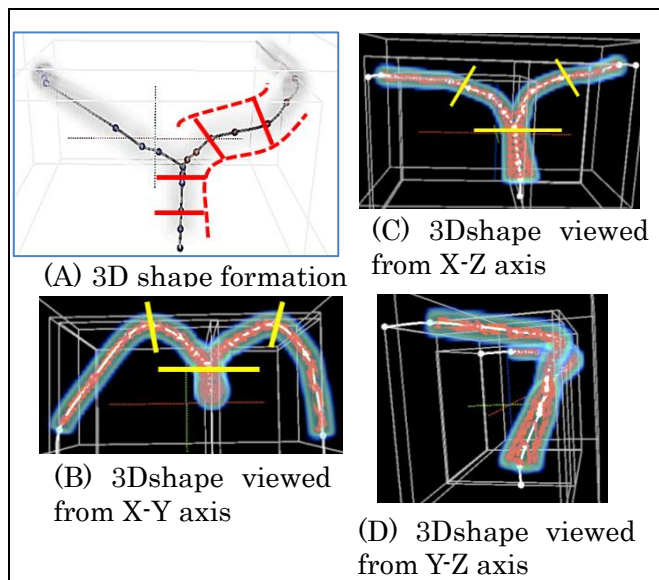 (A) 3D shape formation
(B) 3Dshape viewed
from X-Y axis
(C) 3Dshape viewed
from X-Z axis
(D) 3Dshape viewed
from Y-Z axis